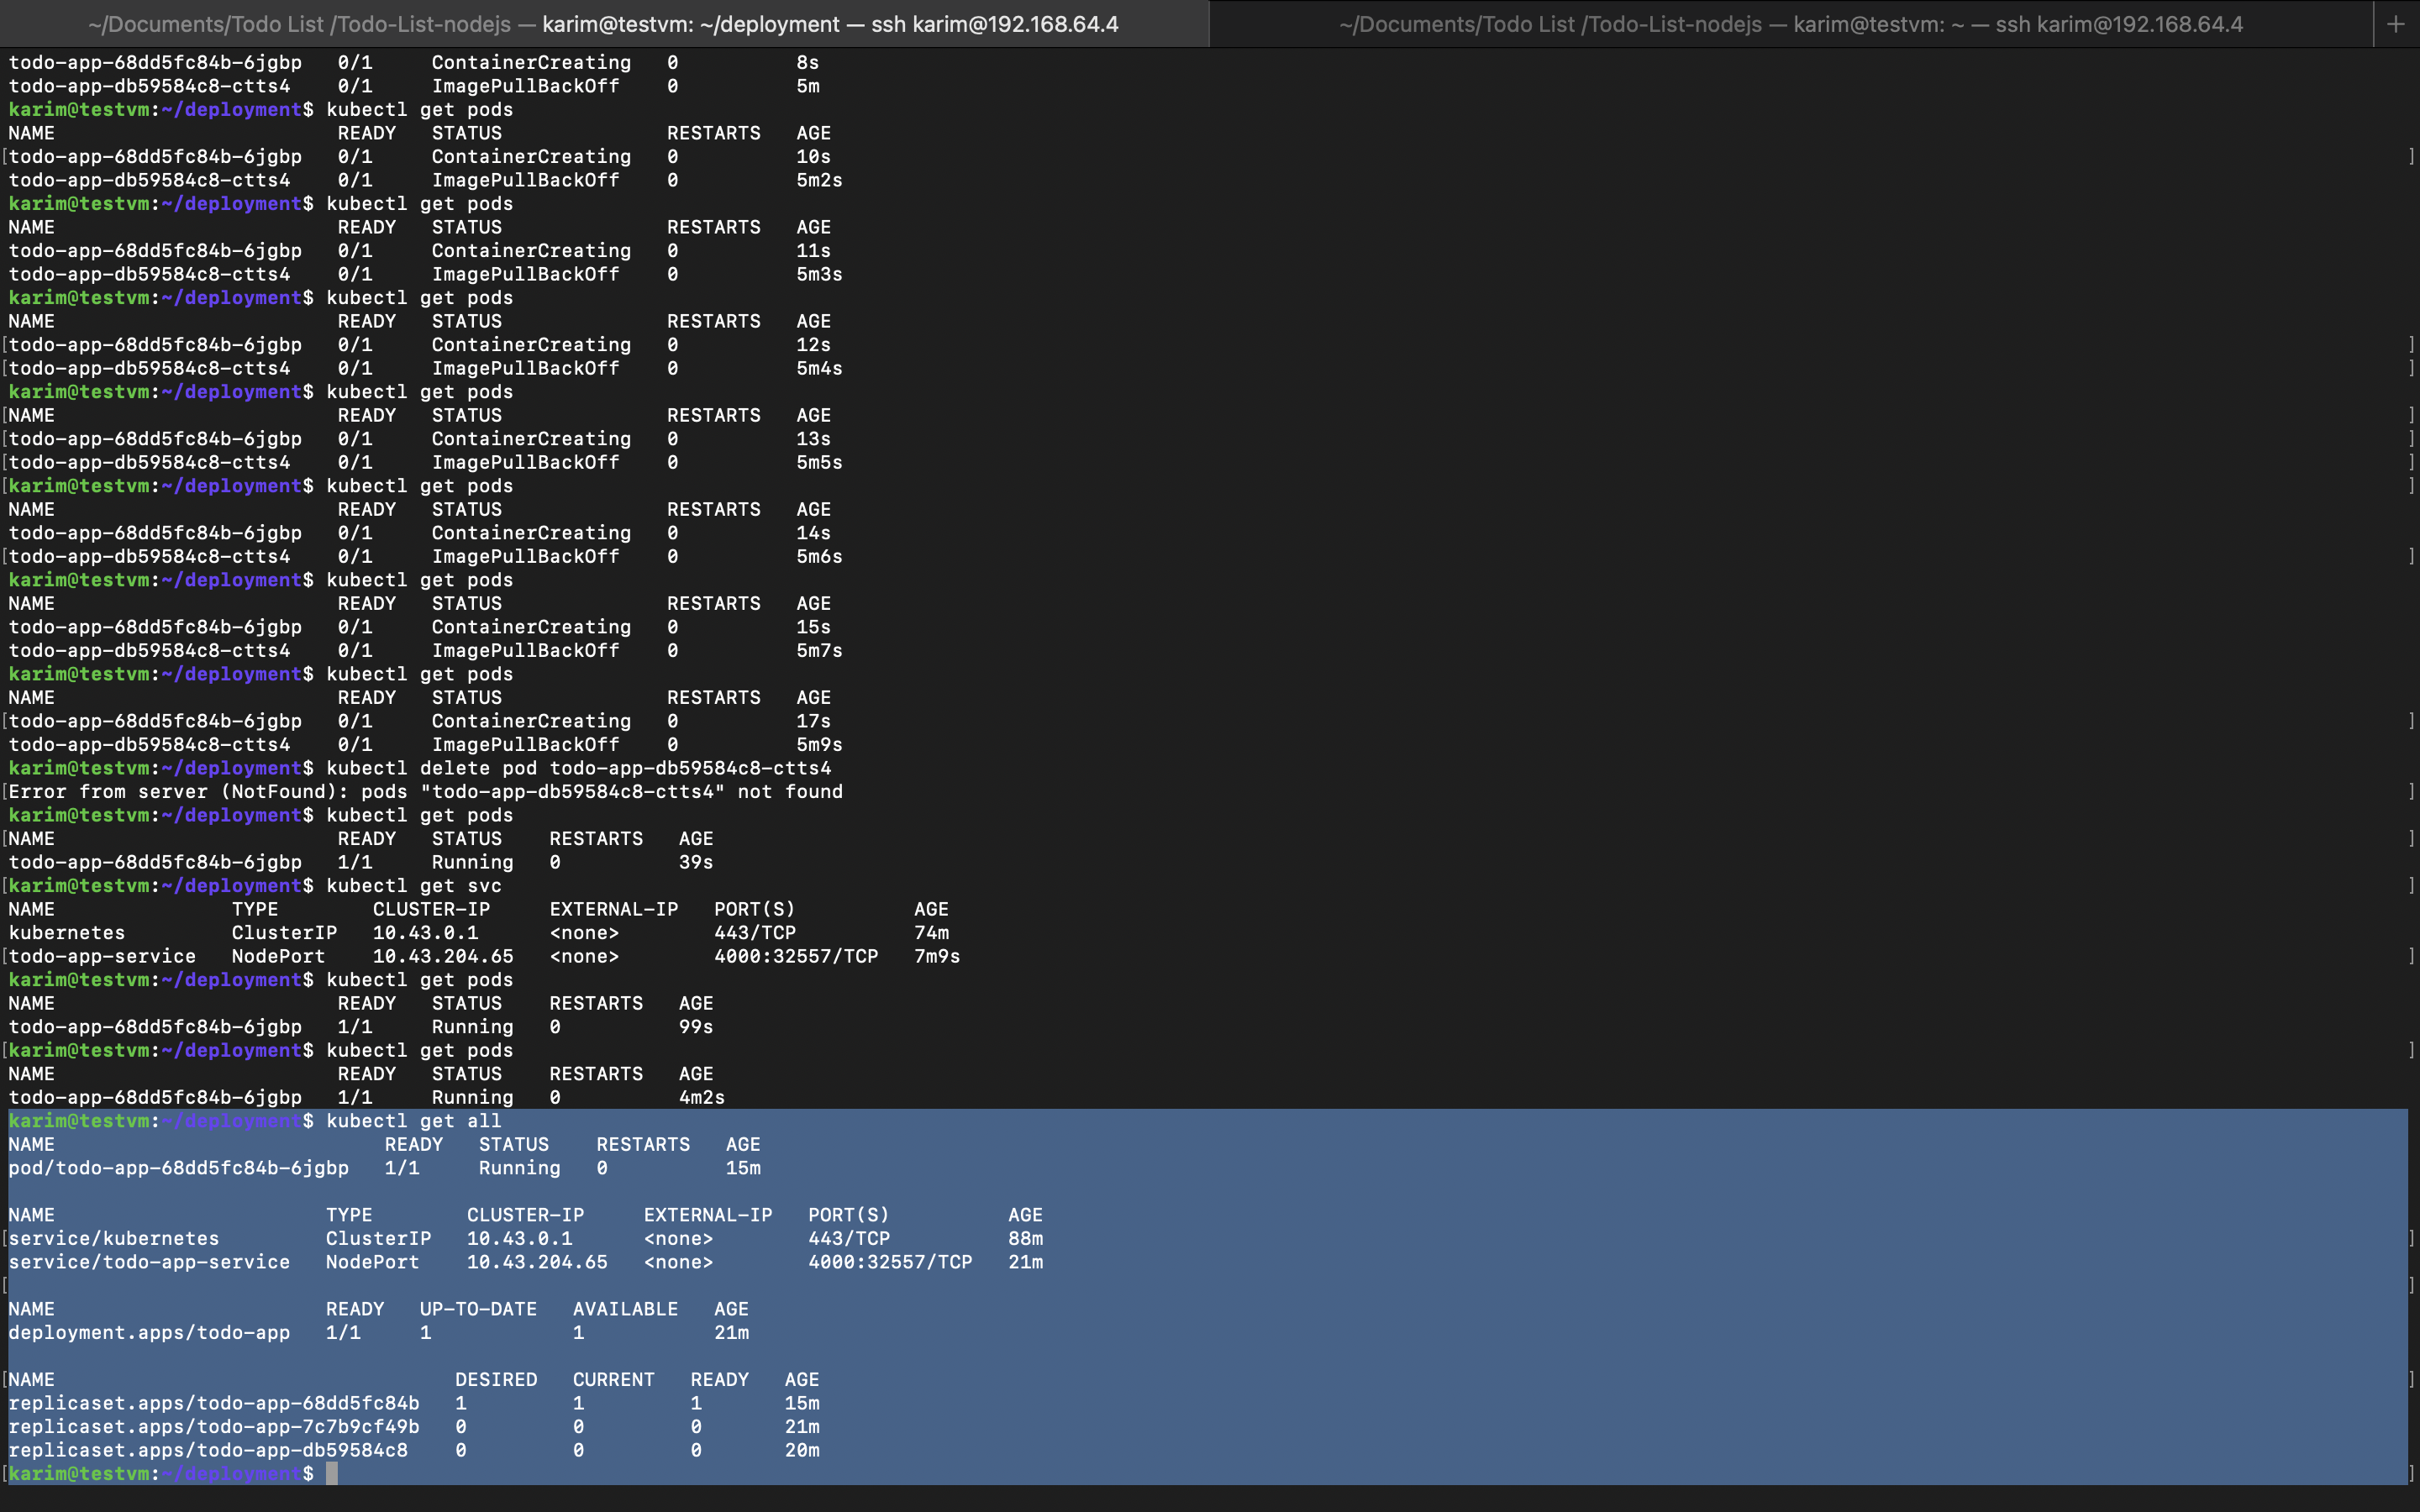 ~/Documents/Todo List /Todo-List-nodejs — karim@testvm: ~/deployment — ssh karim@192.168.64.4
~/Documents/Todo List /Todo-List-nodejs — karim@testvm: ~ — ssh karim@192.168.64.4 +
todo-app-68dd5fc84b-6jgbp   0/1     ContainerCreating   0          8s
todo-app-db59584c8-ctts4    0/1     ImagePullBackOff    0          5m
karim@testvm:~/deployment$ kubectl get pods
NAME                        READY   STATUS              RESTARTS   AGE
[todo-app-68dd5fc84b-6jgbp   0/1     ContainerCreating   0          10s ]
todo-app-db59584c8-ctts4    0/1     ImagePullBackOff    0          5m2s
karim@testvm:~/deployment$ kubectl get pods
NAME                        READY   STATUS              RESTARTS   AGE
todo-app-68dd5fc84b-6jgbp   0/1     ContainerCreating   0          11s
todo-app-db59584c8-ctts4    0/1     ImagePullBackOff    0          5m3s
karim@testvm:~/deployment$ kubectl get pods
NAME                        READY   STATUS              RESTARTS   AGE
[todo-app-68dd5fc84b-6jgbp   0/1     ContainerCreating   0          12s ]
[todo-app-db59584c8-ctts4    0/1     ImagePullBackOff    0          5m4s ]
karim@testvm:~/deployment$ kubectl get pods
[NAME                        READY   STATUS              RESTARTS   AGE ]
[todo-app-68dd5fc84b-6jgbp   0/1     ContainerCreating   0          13s ]
[todo-app-db59584c8-ctts4    0/1     ImagePullBackOff    0          5m5s ]
[karim@testvm:~/deployment$ kubectl get pods ]
NAME                        READY   STATUS              RESTARTS   AGE
todo-app-68dd5fc84b-6jgbp   0/1     ContainerCreating   0          14s
[todo-app-db59584c8-ctts4    0/1     ImagePullBackOff    0          5m6s ]
karim@testvm:~/deployment$ kubectl get pods
NAME                        READY   STATUS              RESTARTS   AGE
todo-app-68dd5fc84b-6jgbp   0/1     ContainerCreating   0          15s
todo-app-db59584c8-ctts4    0/1     ImagePullBackOff    0          5m7s
karim@testvm:~/deployment$ kubectl get pods
NAME                        READY   STATUS              RESTARTS   AGE
[todo-app-68dd5fc84b-6jgbp   0/1     ContainerCreating   0          17s ]
todo-app-db59584c8-ctts4    0/1     ImagePullBackOff    0          5m9s
karim@testvm:~/deployment$ kubectl delete pod todo-app-db59584c8-ctts4
[Error from server (NotFound): pods "todo-app-db59584c8-ctts4" not found ]
karim@testvm:~/deployment$ kubectl get pods
[NAME                        READY   STATUS    RESTARTS   AGE ]
todo-app-68dd5fc84b-6jgbp   1/1     Running   0          39s
[karim@testvm:~/deployment$ kubectl get svc ]
NAME               TYPE        CLUSTER-IP     EXTERNAL-IP   PORT(S)          AGE
kubernetes         ClusterIP   10.43.0.1      <none>        443/TCP          74m
[todo-app-service   NodePort    10.43.204.65   <none>        4000:32557/TCP   7m9s ]
karim@testvm:~/deployment$ kubectl get pods
NAME                        READY   STATUS    RESTARTS   AGE
todo-app-68dd5fc84b-6jgbp   1/1     Running   0          99s
[karim@testvm:~/deployment$ kubectl get pods ]
NAME                        READY   STATUS    RESTARTS   AGE
todo-app-68dd5fc84b-6jgbp   1/1     Running   0          4m2s
karim@testvm:~/deployment$ kubectl get all
NAME                            READY   STATUS    RESTARTS   AGE
pod/todo-app-68dd5fc84b-6jgbp   1/1     Running   0          15m
NAME                       TYPE        CLUSTER-IP     EXTERNAL-IP   PORT(S)          AGE
[service/kubernetes         ClusterIP   10.43.0.1      <none>        443/TCP          88m ]
service/todo-app-service   NodePort    10.43.204.65   <none>        4000:32557/TCP   21m
[ ]
NAME                       READY   UP-TO-DATE   AVAILABLE   AGE
deployment.apps/todo-app   1/1     1            1           21m
[NAME                                  DESIRED   CURRENT   READY   AGE ]
replicaset.apps/todo-app-68dd5fc84b   1         1         1       15m
replicaset.apps/todo-app-7c7b9cf49b   0         0         0       21m
replicaset.apps/todo-app-db59584c8    0         0         0       20m
[karim@testvm:~/deployment$ ]